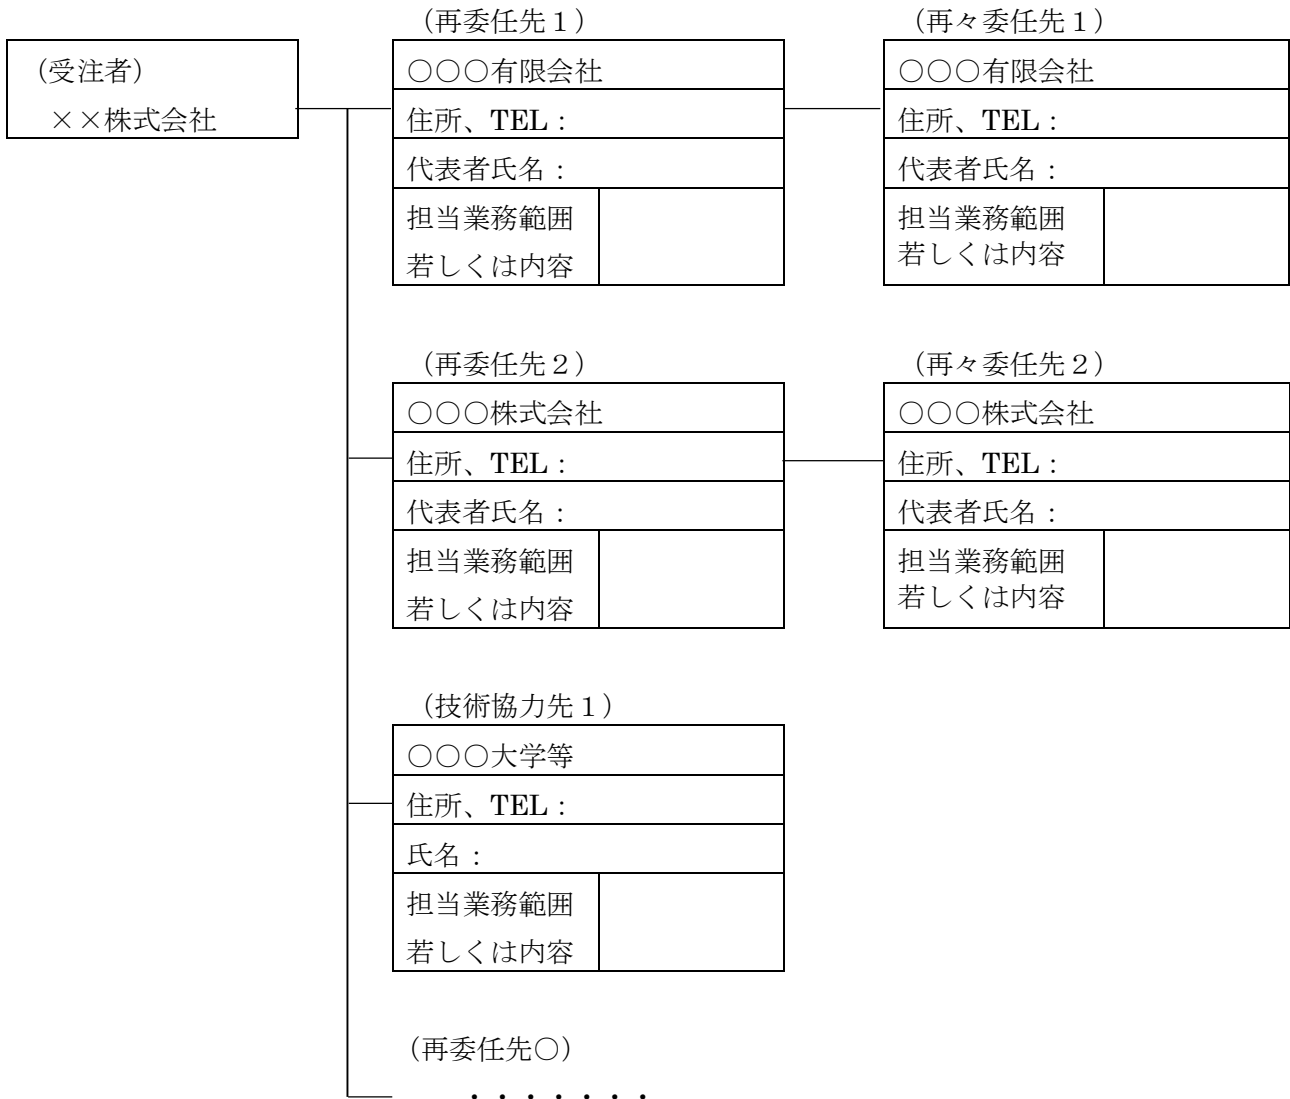 （受注者）
××株式会社
（再委任先１）
○○○有限会社
住所、TEL：
代表者氏名：
担当業務範囲
若しくは内容
（再々委任先１）
○○○有限会社
住所、TEL：
代表者氏名：
担当業務範囲
若しくは内容
（再委任先２）
○○○株式会社
住所、TEL：
代表者氏名：
担当業務範囲
若しくは内容
（再々委任先２）
○○○株式会社
住所、TEL：
代表者氏名：
担当業務範囲
若しくは内容
（技術協力先１）
○○○大学等
住所、TEL：
氏名：
担当業務範囲
若しくは内容
（再委任先○）
・・・・・・・